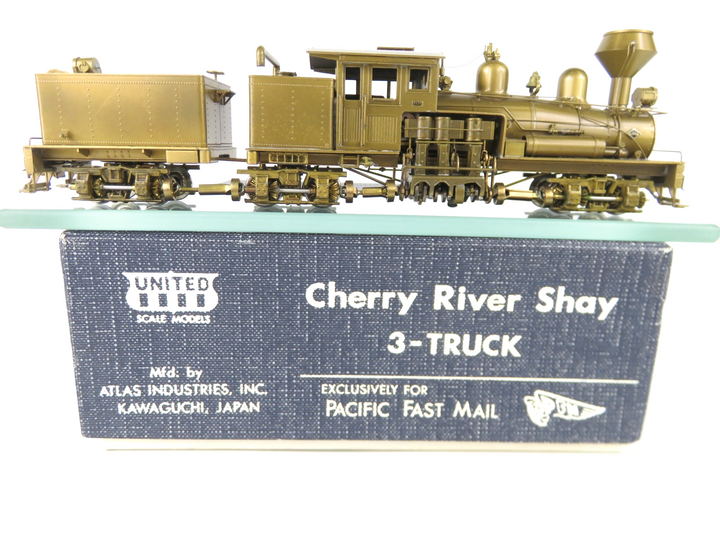 UNITED
SCALE MODELS
Mfd. by
ATLAS INDUSTRIES, INC.
KAWAGUCHI, JAPAN
Cherry River Shay
3-TRUCK
EXCLUSIVELY FOR
PACIFIC FAST MAIL